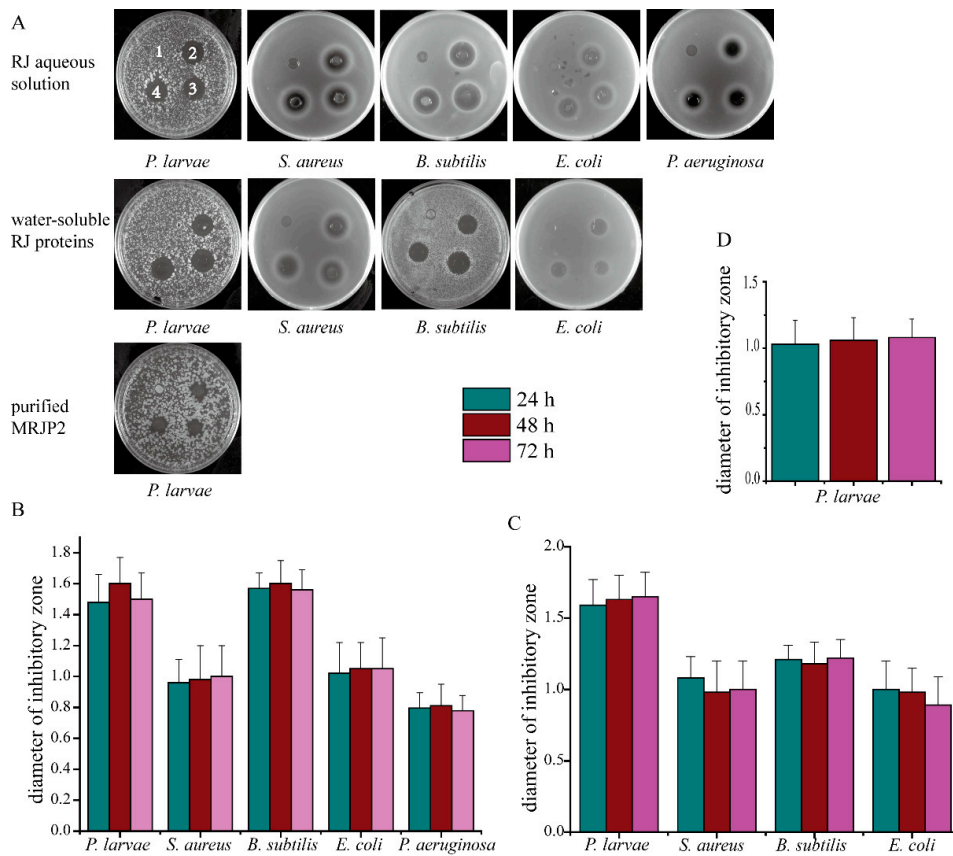 A
RJ aqueous
solution
1
2
4
3
P. larvae
S. aureus
B. subtilis
E. coli
P. aeruginosa
water-soluble
RJ proteins
P. larvae
S. aureus
B. subtilis
E. coli
purified
MRJP2
P. larvae
24 h
48 h
72 h
D
diameter of inhibitory zone
1.5
1.0
0.5
0.0
P. larvae
B
diameter of inhibitory zone
1.8
1.6
1.4
1.2
1.0
0.8
0.6
0.4
0.2
0.0
P. larvae
S. aureus
B. subtilis
E. coli
P. aeruginosa
C
diameter of inhibitory zone
2.0
1.5
1.0
0.5
0.0
P. larvae
S. aureus
B. subtilis
E. coli